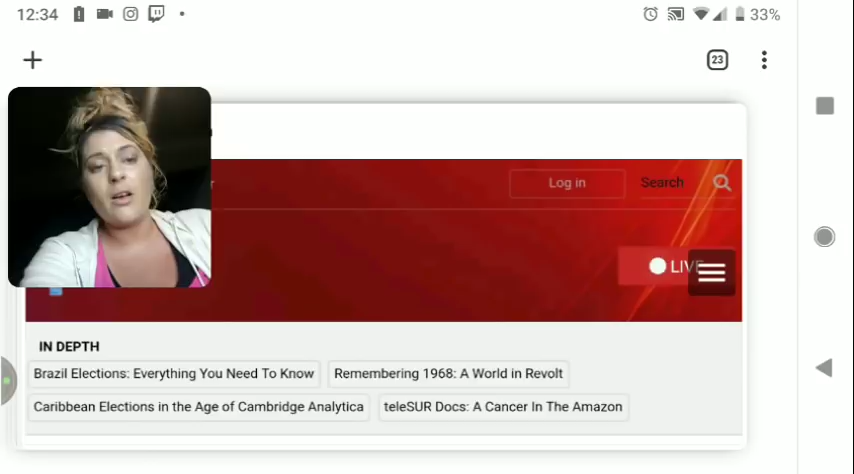 12:34 33%
23
Log in Search
LIVE
IN DEPTH
Brazil Elections: Everything You Need To Know Remembering 1968: A World in Revolt
Caribbean Elections in the Age of Cambridge Analytica teleSUR Docs: A Cancer In The Amazon